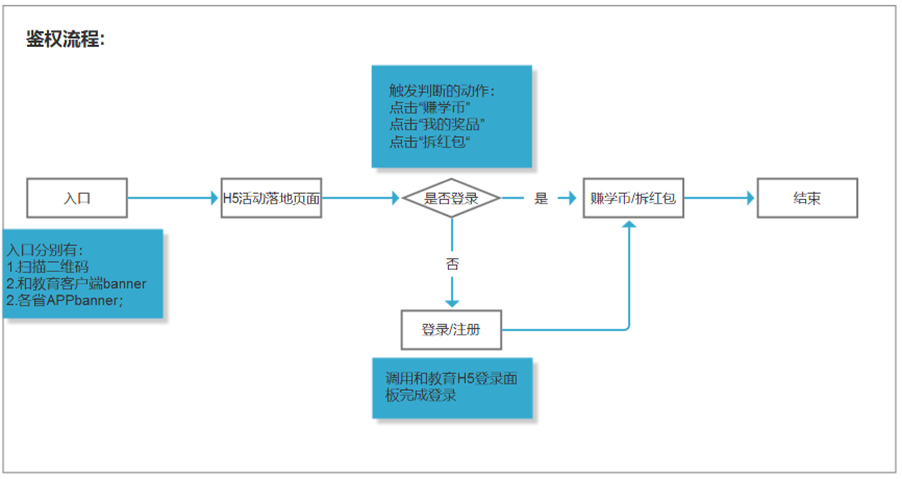 鉴权流程:
触发判断的动作：
点击“赚学币”
点击“我的奖品”
点击“拆红包“
入口
H5活动落地页面
是否登录
是
赚学币/拆红包
结束
入口分别有：
1.扫描二维码
2.和教育客户端banner
2.各省APPbanner；
否
登录/注册
调用和教育H5登录面
板完成登录